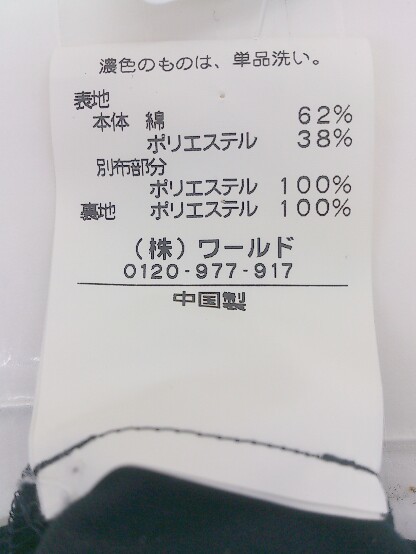 濃色のものは、単品洗い。
表地
本体 綿 62%
ポリエステル 38%
別布部分
ポリエステル 100%
裏地 ポリエステル 100%
(株)ワールド
0120-977-917
中国製